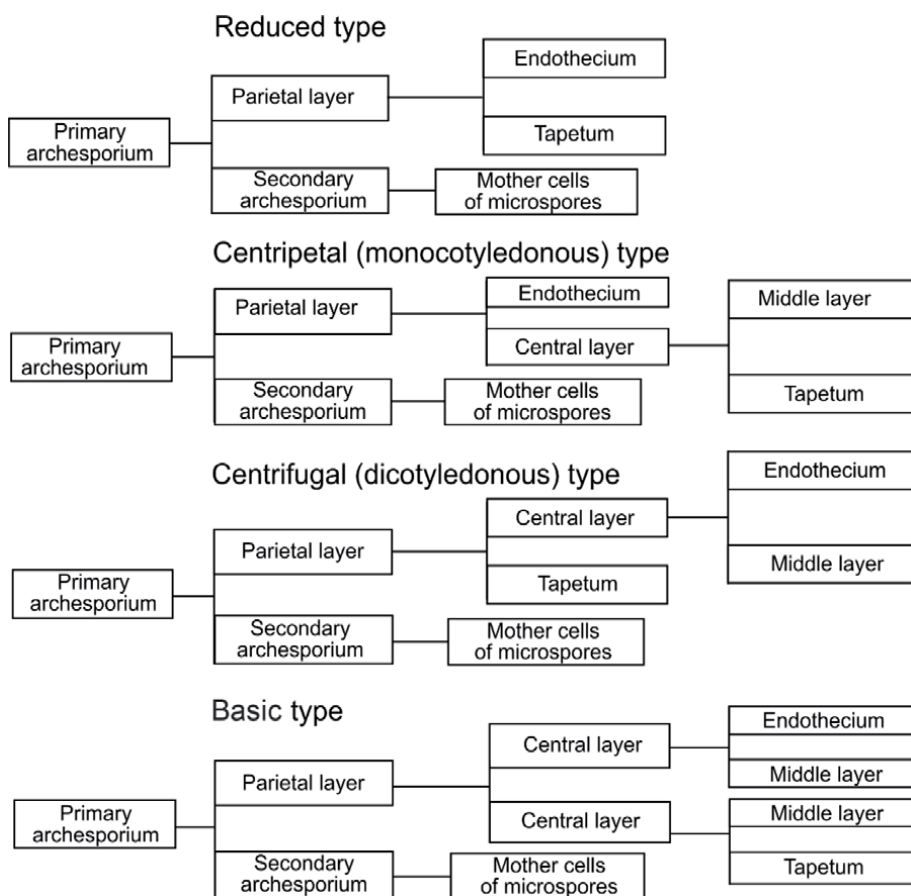 Reduced type
Endothecium
Parietal layer
Tapetum
Primary
archesporium
Secondary
archesporium
Mother cells
of microspores
Centripetal (monocotyledonous) type
Endothecium
Middle layer
Parietal layer
Central layer
Primary
archesporium
Tapetum
Secondary
archesporium
Mother cells
of microspores
Centrifugal (dicotyledonous) type
Endothecium
Central layer
Parietal layer
Middle layer
Tapetum
Primary
archesporium
Secondary
archesporium
Mother cells
of microspores
Basic type
Endothecium
Central layer
Middle layer
Parietal layer
Middle layer
Central layer
Primary
archesporium
Tapetum
Secondary
archesporium
Mother cells
of microspores